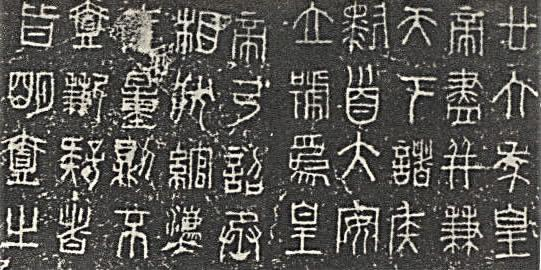 廿六年皇
帝盡并兼
天下諸侯
黔首大安
立號為皇
帝乃詔丞
相狀綰灋
度量則不
壹歉疑者
皆明壹之